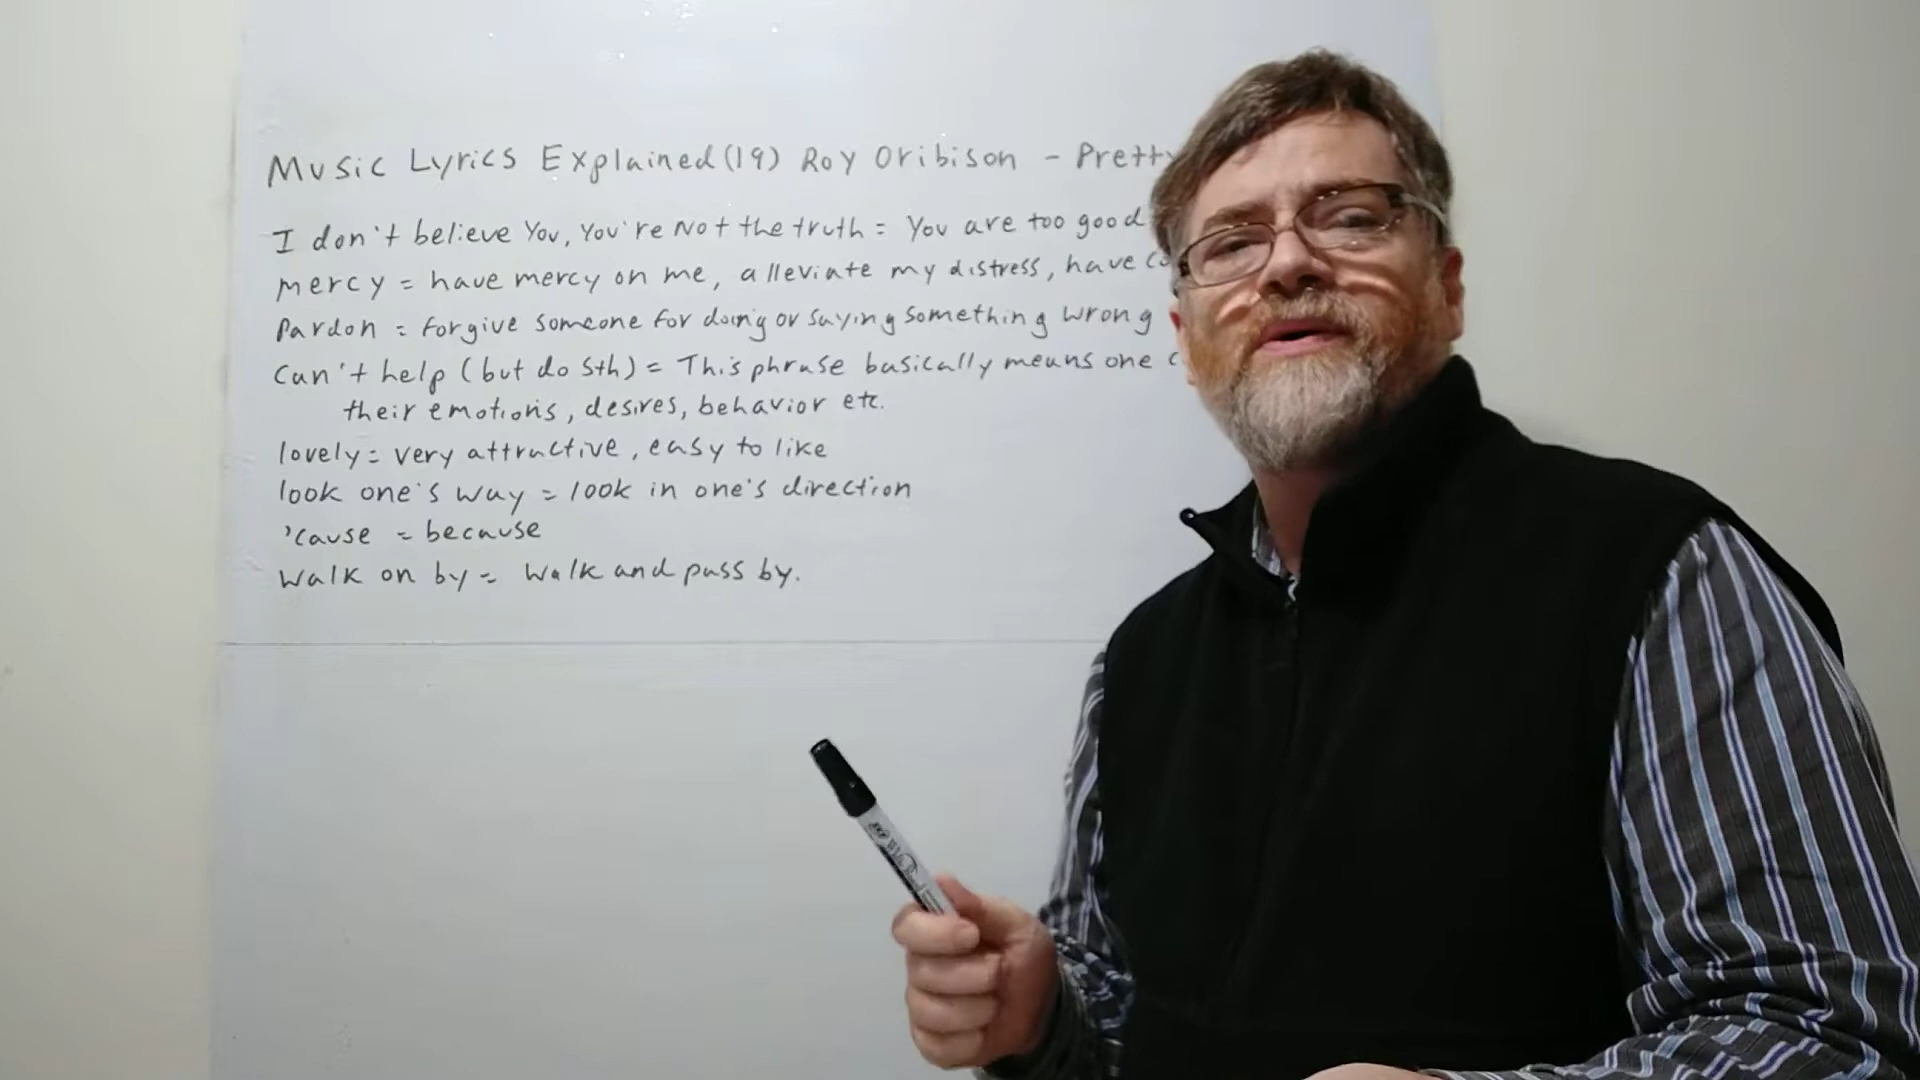 Music Lyrics Explained (19) Roy Oribison - Pretty
I don't believe You, You're Not the truth = You are too good
mercy = have mercy on me, alleviate my distress, have
Pardon = forgive someone for doing or saying something wrong
Can't help (but do sth) = This phrase basically means one
their emotions, desires, behavior etc.
lovely = very attractive, easy to like
look one's way = look in one's direction
'cause = because
Walk on by = Walk and pass by.